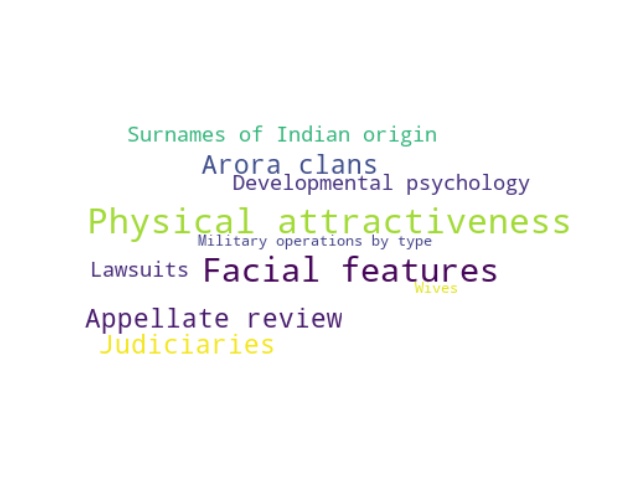 Surnames of Indian origin
Arora clans
Developmental psychology
Physical attractiveness
Military operations by type
Lawsuits
Facial features
Wives
Appellate review
Judiciaries